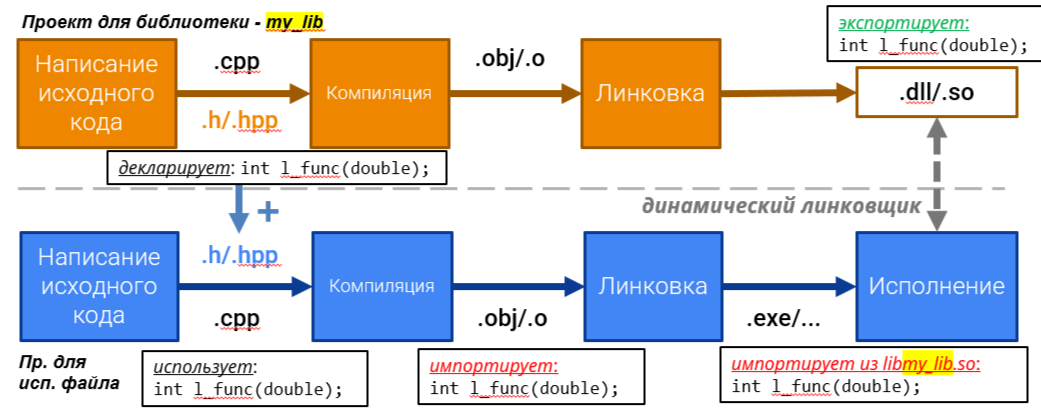 Проект для библиотеки - my_lib
экспортирует:
int l_func(double);
Написание
исходного
кода
.cpp
.h/.hpp
Компиляция
.obj/.o
Линковка
.dll/.so
декларирует: int l_func(double);
+
динамический линковщик
Написание
исходного
кода
.h/.hpp
.cpp
Компиляция
.obj/.o
Линковка
.exe/...
Исполнение
Пр. для
исп. файла
использует:
int l_func(double);
импортирует:
int l_func(double);
импортирует из libmy_lib.so:
int l_func(double);